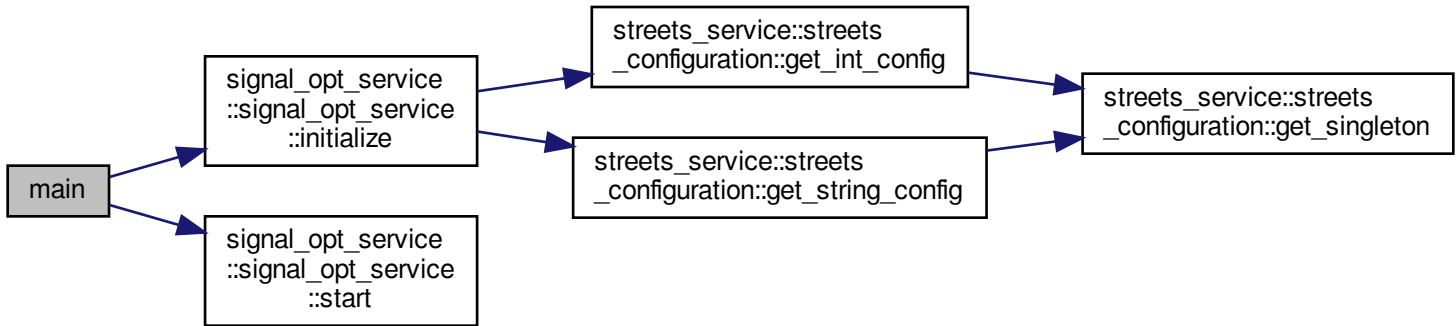 main
signal_opt_service
::signal_opt_service
::initialize
signal_opt_service
::signal_opt_service
::start
streets_service::streets
_configuration::get_int_config
streets_service::streets
_configuration::get_string_config
streets_service::streets
_configuration::get_singleton